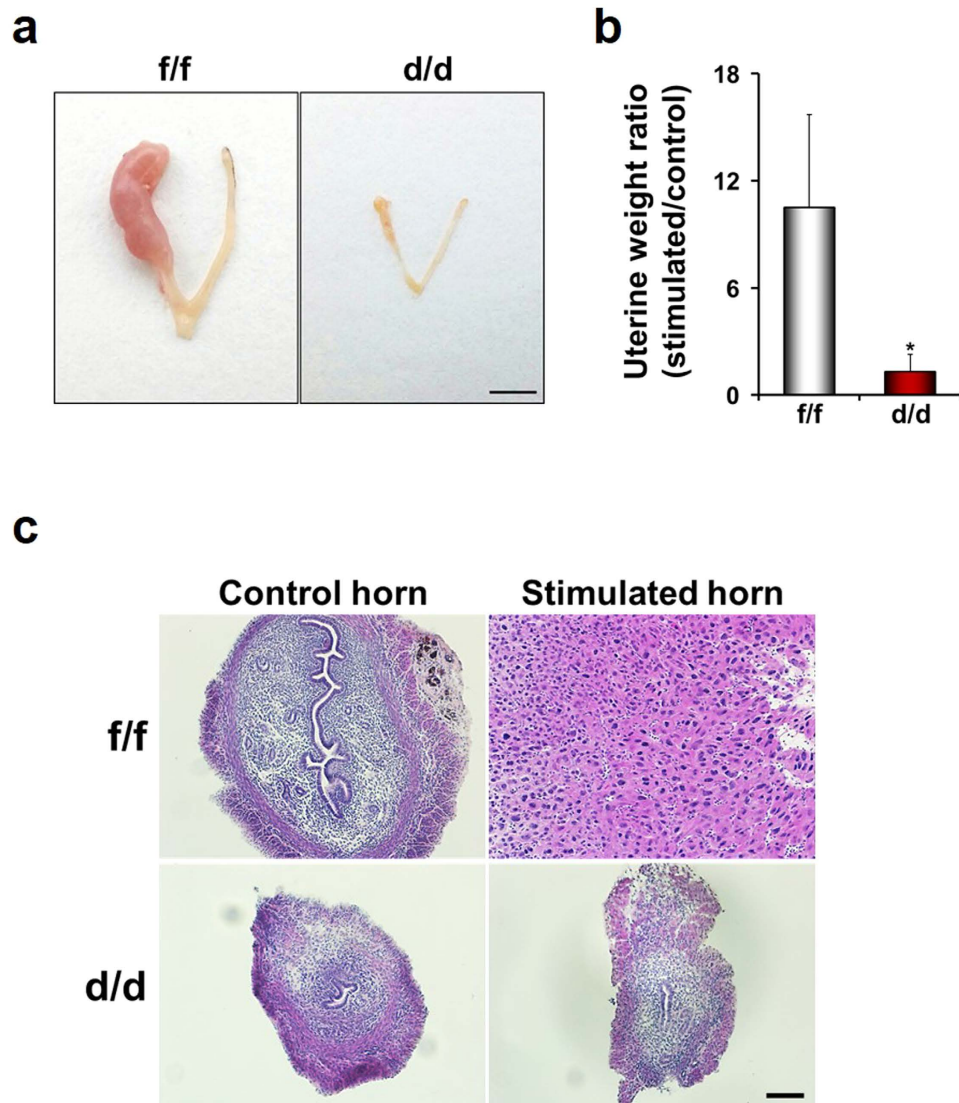 a
f/f
d/d
b
Uterine weight ratio
(stimulated/control)
18
12
6
0
*
f/f
d/d
c
Control horn
Stimulated horn
f/f
d/d